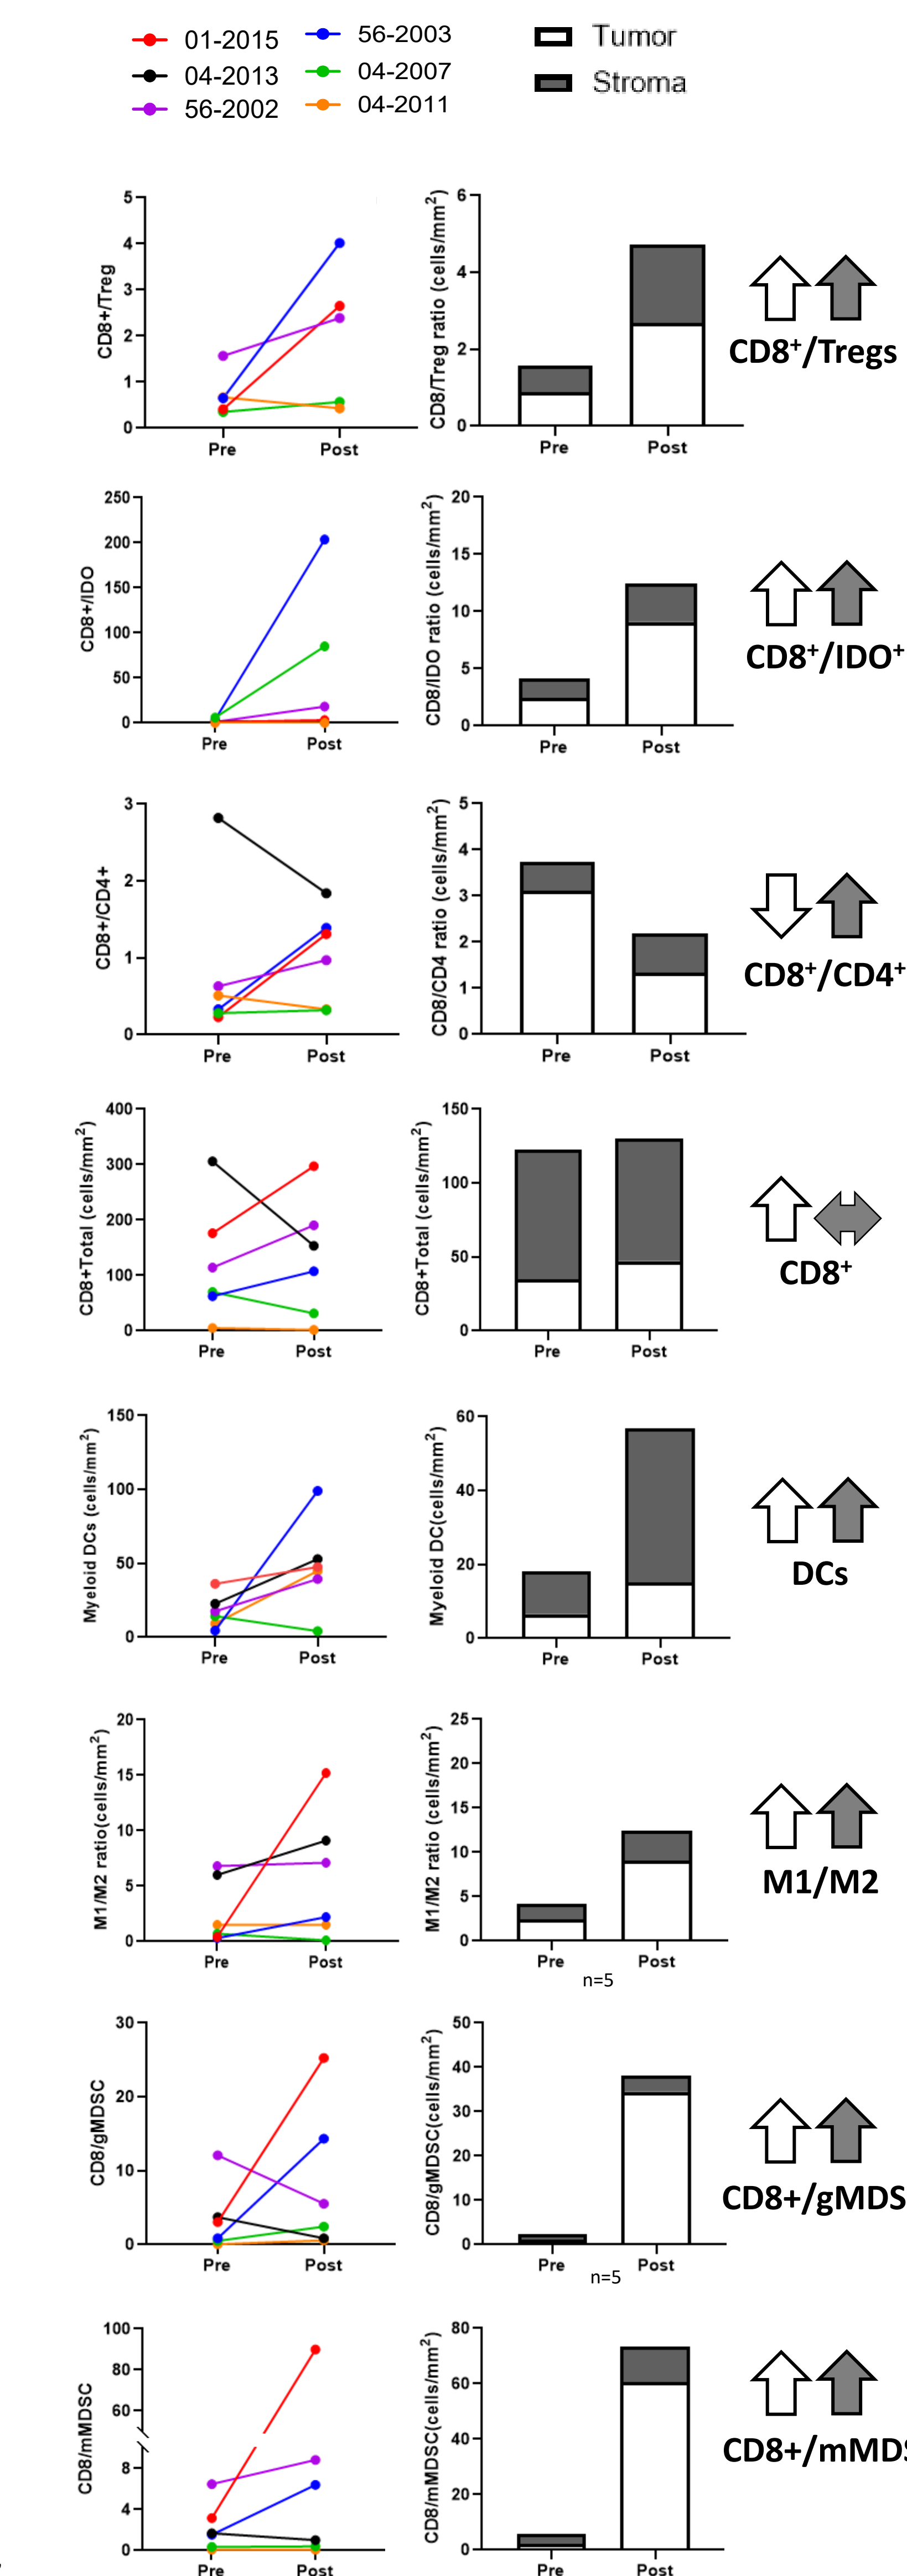 01-2015
56-2003
Tumor
04-2013
04-2007
Stroma
56-2002
04-2011
CD8+/Treg
5
4
3
2
1
0
Pre
Post
CD8/Treg ratio (cells/mm²)
6
4
2
0
Pre
Post
CD8⁺/Tregs
CD8+/IDO
250
200
150
100
50
0
Pre
Post
CD8/IDO ratio (cells/mm²)
20
15
10
5
0
Pre
Post
CD8⁺/IDO⁺
CD8+/CD4+
3
2
1
0
Pre
Post
CD8/CD4 ratio (cells/mm²)
5
4
3
2
1
0
Pre
Post
CD8⁺/CD4⁺
CD8+Total (cells/mm²)
400
300
200
100
0
Pre
Post
CD8+Total (cells/mm²)
150
100
50
0
Pre
Post
CD8⁺
Myeloid DCs (cells/mm²)
150
100
50
0
Pre
Post
Myeloid DC(cells/mm²)
60
40
20
0
Pre
Post
DCs
M1/M2 ratio(cells/mm²)
20
15
10
5
0
Pre
Post
M1/M2 ratio (cells/mm²)
25
20
15
10
5
0
Pre
Post
n=5
M1/M2
CD8/gMDSC
30
20
10
0
Pre
Post
CD8/gMDSC(cells/mm²)
50
40
30
20
10
0
Pre
Post
n=5
CD8+/gMDS
CD8/mMDSC
100
80
60
8
4
0
Pre
Post
CD8/mMDSC(cells/mm²)
80
60
40
20
0
Pre
Post
CD8+/mMDS